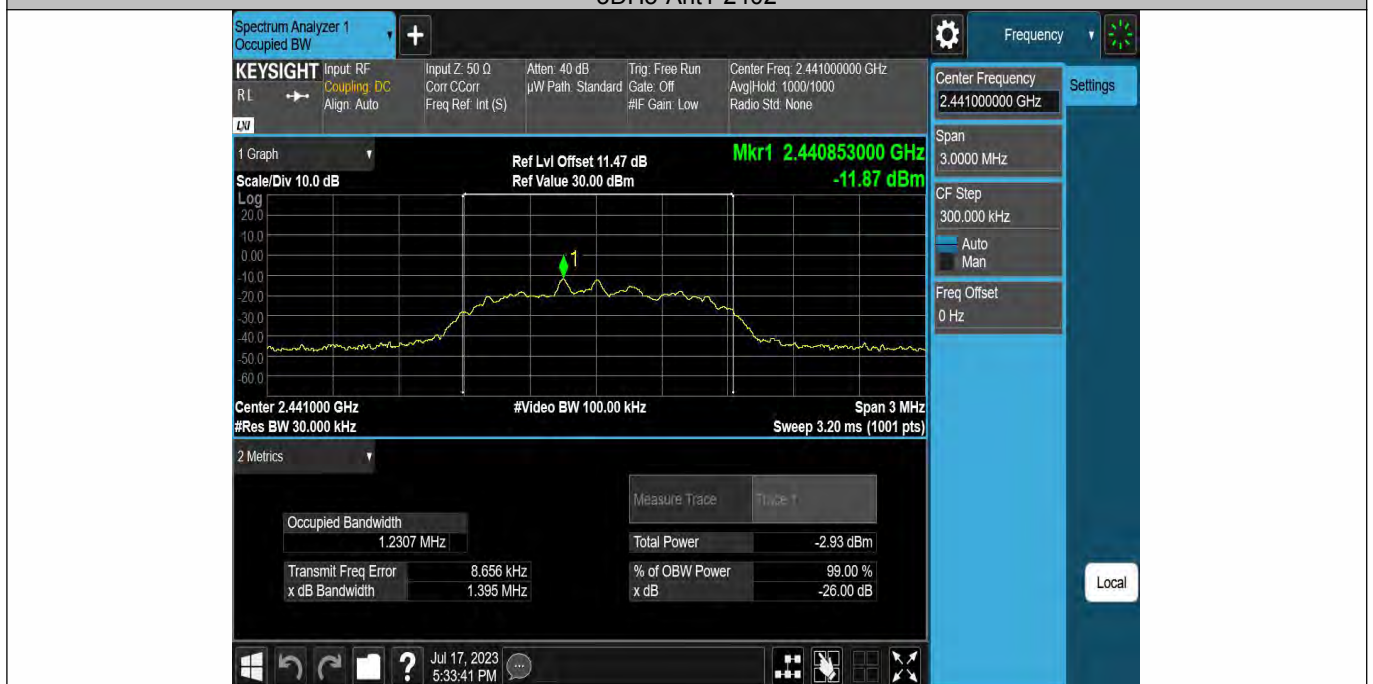 Spectrum Analyzer 1
Occupied BW
Frequency
KEYSIGHT
RL
LXI
Input: RF
Coupling: DC
Align: Auto
Input Z: 50 Ω
Corr CCorr
Freq Ref: Int (S)
Atten: 40 dB
µW Path: Standard
Trig: Free Run
Gate: Off
#IF Gain: Low
Center Freq: 2.441000000 GHz
Avg|Hold: 1000/1000
Radio Std: None
Center Frequency
2.441000000 GHz
Settings
Span
3.0000 MHz
CF Step
300.000 kHz
Auto
Man
Freq Offset
0 Hz
Local
1 Graph
Scale/Div 10.0 dB
Ref Lvl Offset 11.47 dB
Ref Value 30.00 dBm
Mkr1 2.440853000 GHz
-11.87 dBm
Log
20.0
10.0
0.00
-10.0
-20.0
-30.0
-40.0
-50.0
-60.0
1
Center 2.441000 GHz
#Res BW 30.000 kHz
#Video BW 100.00 kHz
Span 3 MHz
Sweep 3.20 ms (1001 pts)
2 Metrics
Measure Trace
Trace 1
Occupied Bandwidth
1.2307 MHz
Total Power -2.93 dBm
Transmit Freq Error 8.656 kHz
% of OBW Power 99.00 %
x dB Bandwidth 1.395 MHz
x dB -26.00 dB
?
Jul 17, 2023
5:33:41 PM